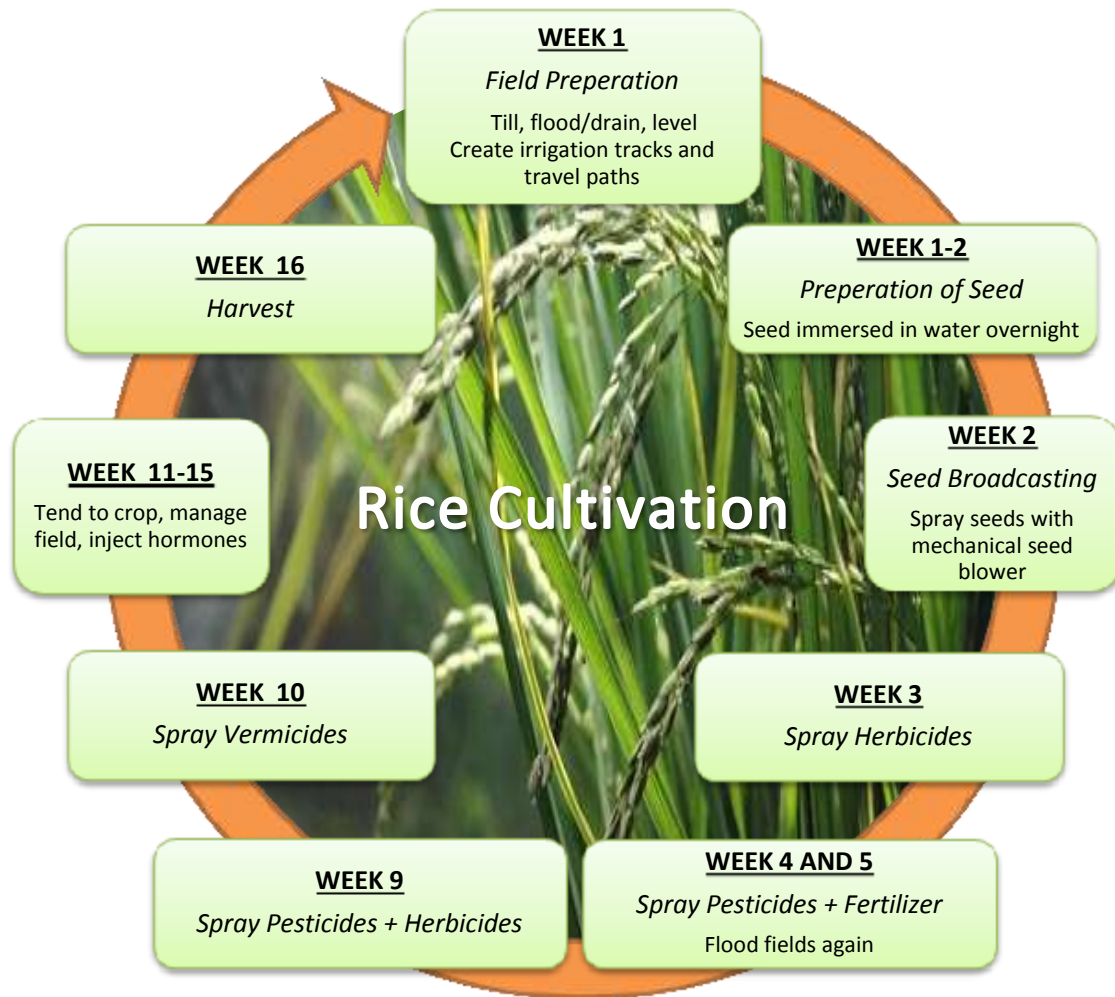 WEEK 1
Field Preperation
Till, flood/drain, level
Create irrigation tracks and
travel paths
WEEK 1-2
Preperation of Seed
Seed immersed in water overnight
WEEK 2
Seed Broadcasting
Spray seeds with
mechanical seed
blower
WEEK 3
Spray Herbicides
WEEK 4 AND 5
Spray Pesticides + Fertilizer
Flood fields again
WEEK 9
Spray Pesticides + Herbicides
WEEK 10
Spray Vermicides
WEEK 11-15
Tend to crop, manage
field, inject hormones
WEEK 16
Harvest
Rice Cultivation